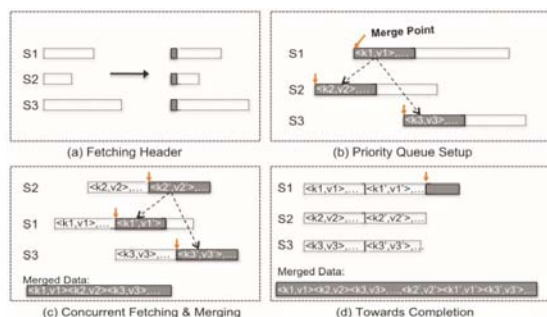 S1
S2
S3
(a) Fetching Header
Merge Point
S1
<k1,v1>,....
S2
<k2,v2>,....
S3
<k3,v3>,....
(b) Priority Queue Setup
S2
<k2,v2>,... <k2',v2'>,...
S1
<k1,v1>,... <k1',v1'>
S3
<k3,v3>,... <k3',v3'>,...
Merged Data:
<k1,v1><k2,v2><k3,v3>,....
(c) Concurrent Fetching & Merging
S1
<k1,v1>,... <k1',v1'>,...
S2
<k2,v2>,... <k2',v2'>,...
S3
<k3,v3>,... <k3',v3'>,...
Merged Data:
<k1,v1><k2,v2><k3,v3>,....<k2',v2'><k1',v1'><k3',v3'>,...
(d) Towards Completion